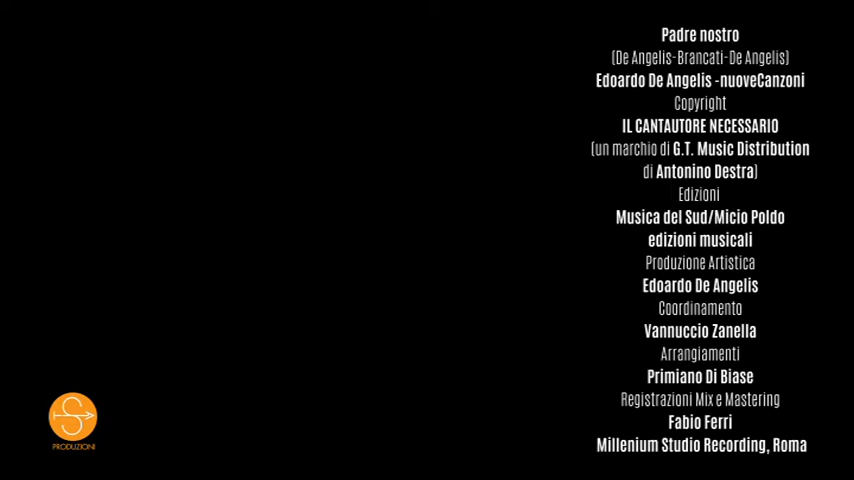 Padre nostro
(De Angelis-Brancati-De Angelis)
Edoardo De Angelis -nuoveCanzoni
Copyright
IL CANTAUTORE NECESSARIO
(un marchio di G.T. Music Distribution
di Antonino Destra)
Edizioni
Musica del Sud/Micio Poldo
edizioni musicali
Produzione Artistica
Edoardo De Angelis
Coordinamento
Vannuccio Zanella
Arrangiamenti
Primiano Di Biase
Registrazioni Mix e Mastering
Fabio Ferri
Millenium Studio Recording, Roma
S
PRODUZIONI